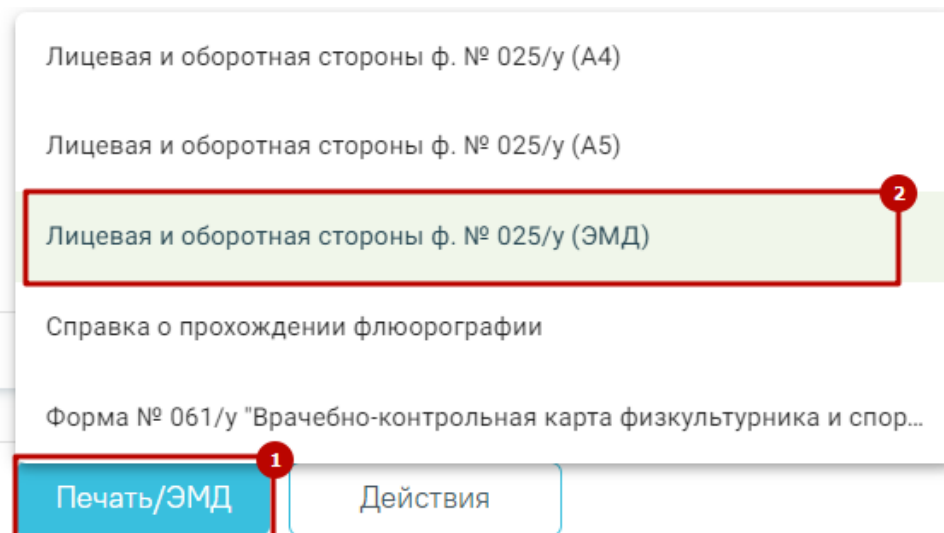 Лицевая и оборотная стороны ф. № 025/у (А4)
Лицевая и оборотная стороны ф. № 025/у (А5)
2
Лицевая и оборотная стороны ф. № 025/у (ЭМД)
Справка о прохождении флюорографии
Форма № 061/у "Врачебно-контрольная карта физкультурника и спор...
1
Печать/ЭМД Действия